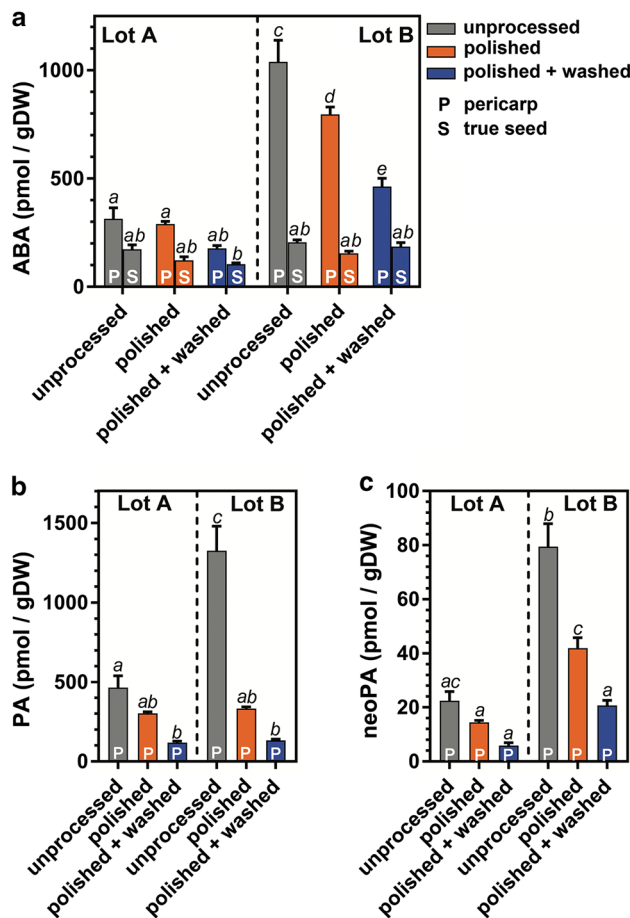 a
Lot A
Lot B
unprocessed
polished
polished + washed
P pericarp
S true seed
ABA (pmol / gDW)
1000
500
0
a
ab
a
ab
ab
b
c
ab
d
ab
e
ab
P S P S P S P S P S P S
unprocessed
polished
polished + washed
unprocessed
polished
polished + washed
b
Lot A
Lot B
PA (pmol / gDW)
1500
1000
500
0
a
ab
b
c
ab
b
P P P P P P
unprocessed
polished
polished + washed
unprocessed
polished
polished + washed
c
Lot A
Lot B
neoPA (pmol / gDW)
100
80
60
40
20
0
ac
a
a
b
c
a
P P P P P P
unprocessed
polished
polished + washed
unprocessed
polished
polished + washed